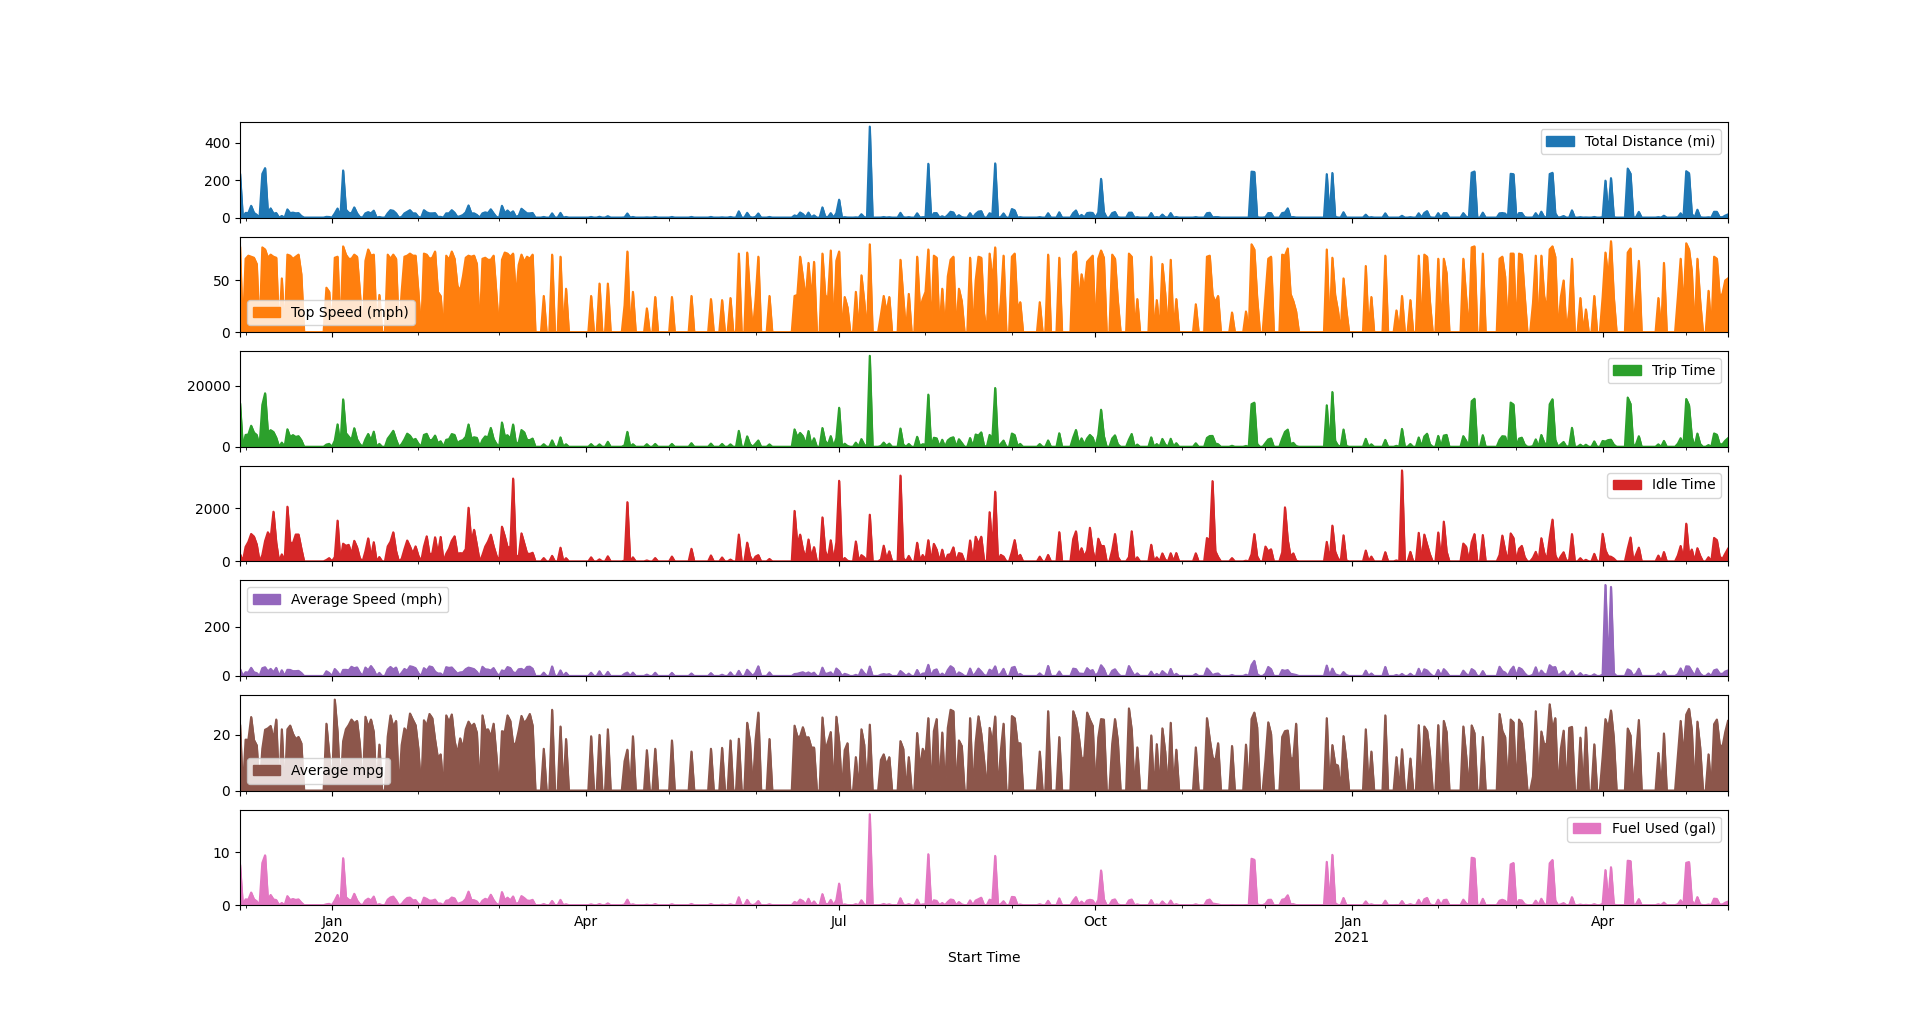 400
200
0
Total Distance (mi)
50
0
Top Speed (mph)
20000
0
Trip Time
2000
0
Idle Time
200
0
Average Speed (mph)
20
0
Average mpg
10
0
Fuel Used (gal)
Jan Apr Jul Oct Jan Apr
2020 2021
Start Time